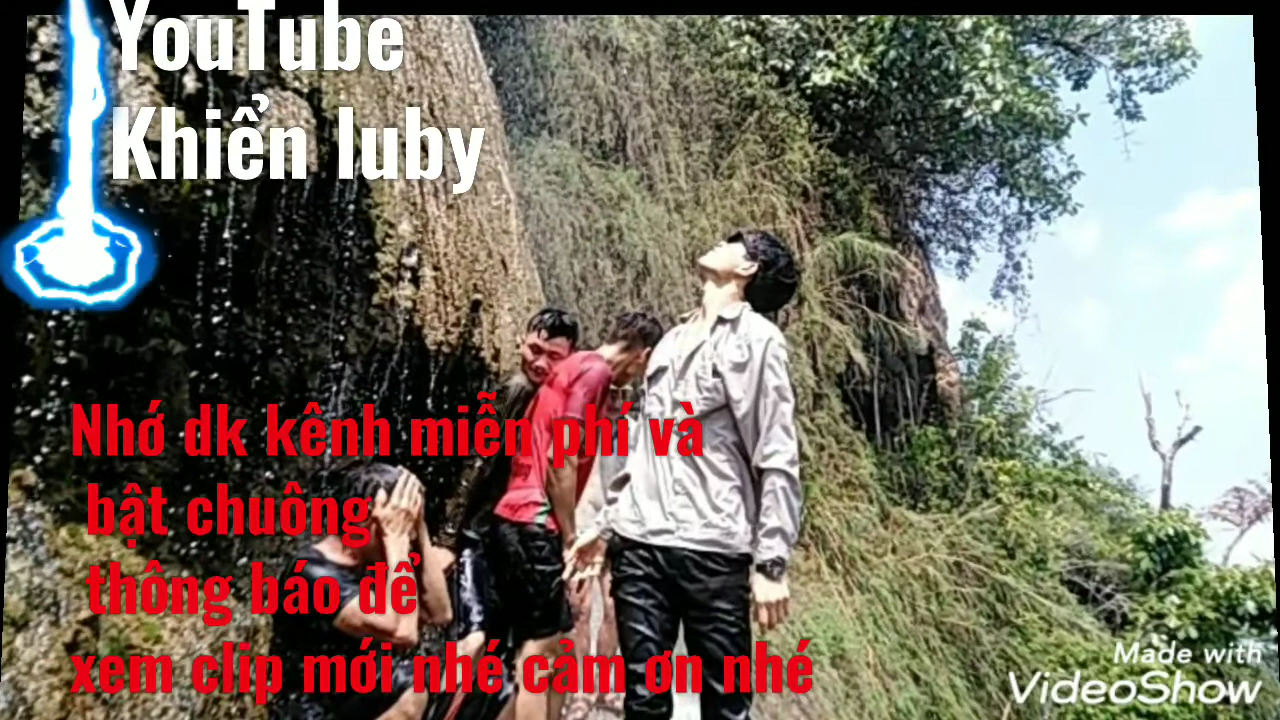 YouTube
Khiển luby
Nhớ dk kênh miễn phí và
bật chuông
thông báo để
xem clip mới nhé cảm ơn nhé
Made with
VideoShow